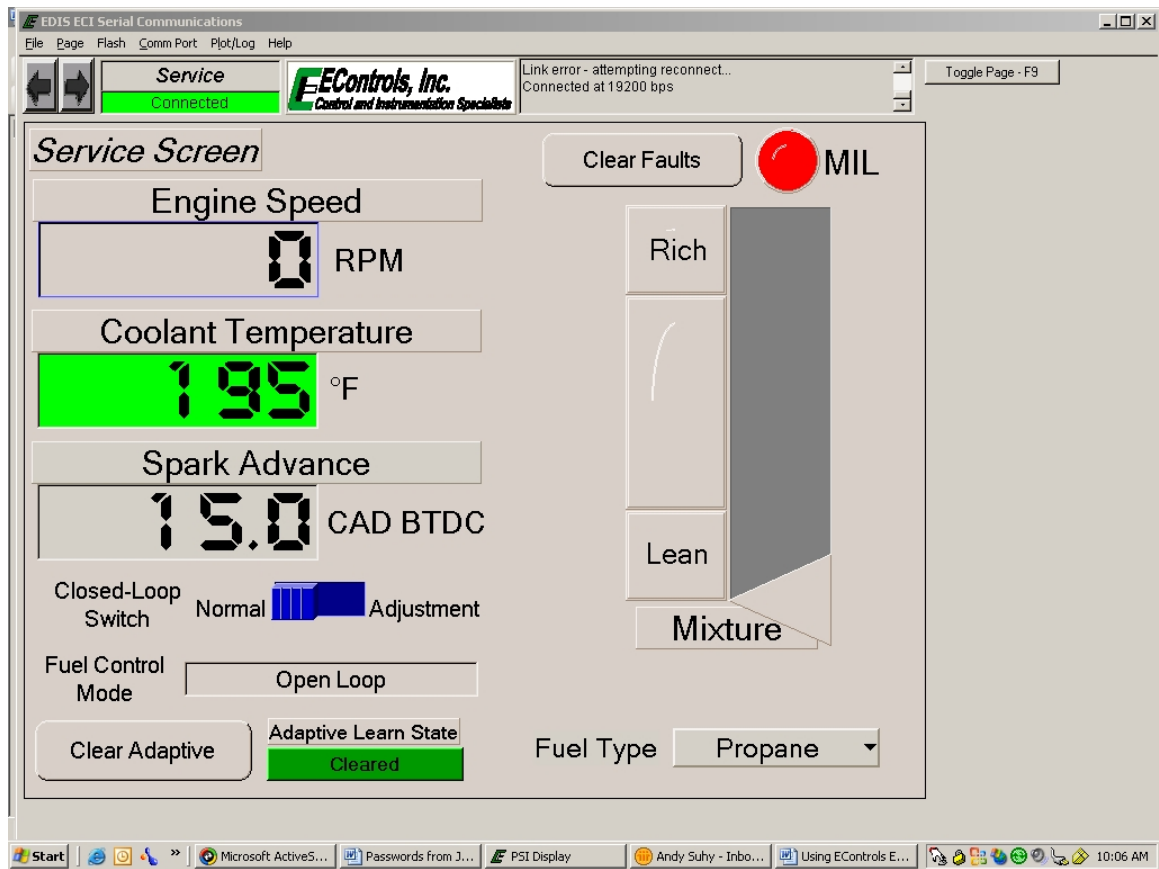 EDIS ECI Serial Communications
File Page Flash Comm Port Plot/Log Help
Service
Connected
EControls, Inc.
Control and Instrumentation Specialists
Link error - attempting reconnect...
Connected at 19200 bps
Toggle Page - F9
Service Screen
Clear Faults
MIL
Engine Speed
0 RPM
Coolant Temperature
195 °F
Spark Advance
15.0 CAD BTDC
Rich
Lean
Mixture
Closed-Loop
Switch
Normal
Adjustment
Fuel Control
Mode
Open Loop
Clear Adaptive
Adaptive Learn State
Cleared
Fuel Type
Propane
Start
»
Microsoft ActiveS...
Passwords from J...
PSI Display
Andy Suhy - Inbo...
Using EControls E...
10:06 AM